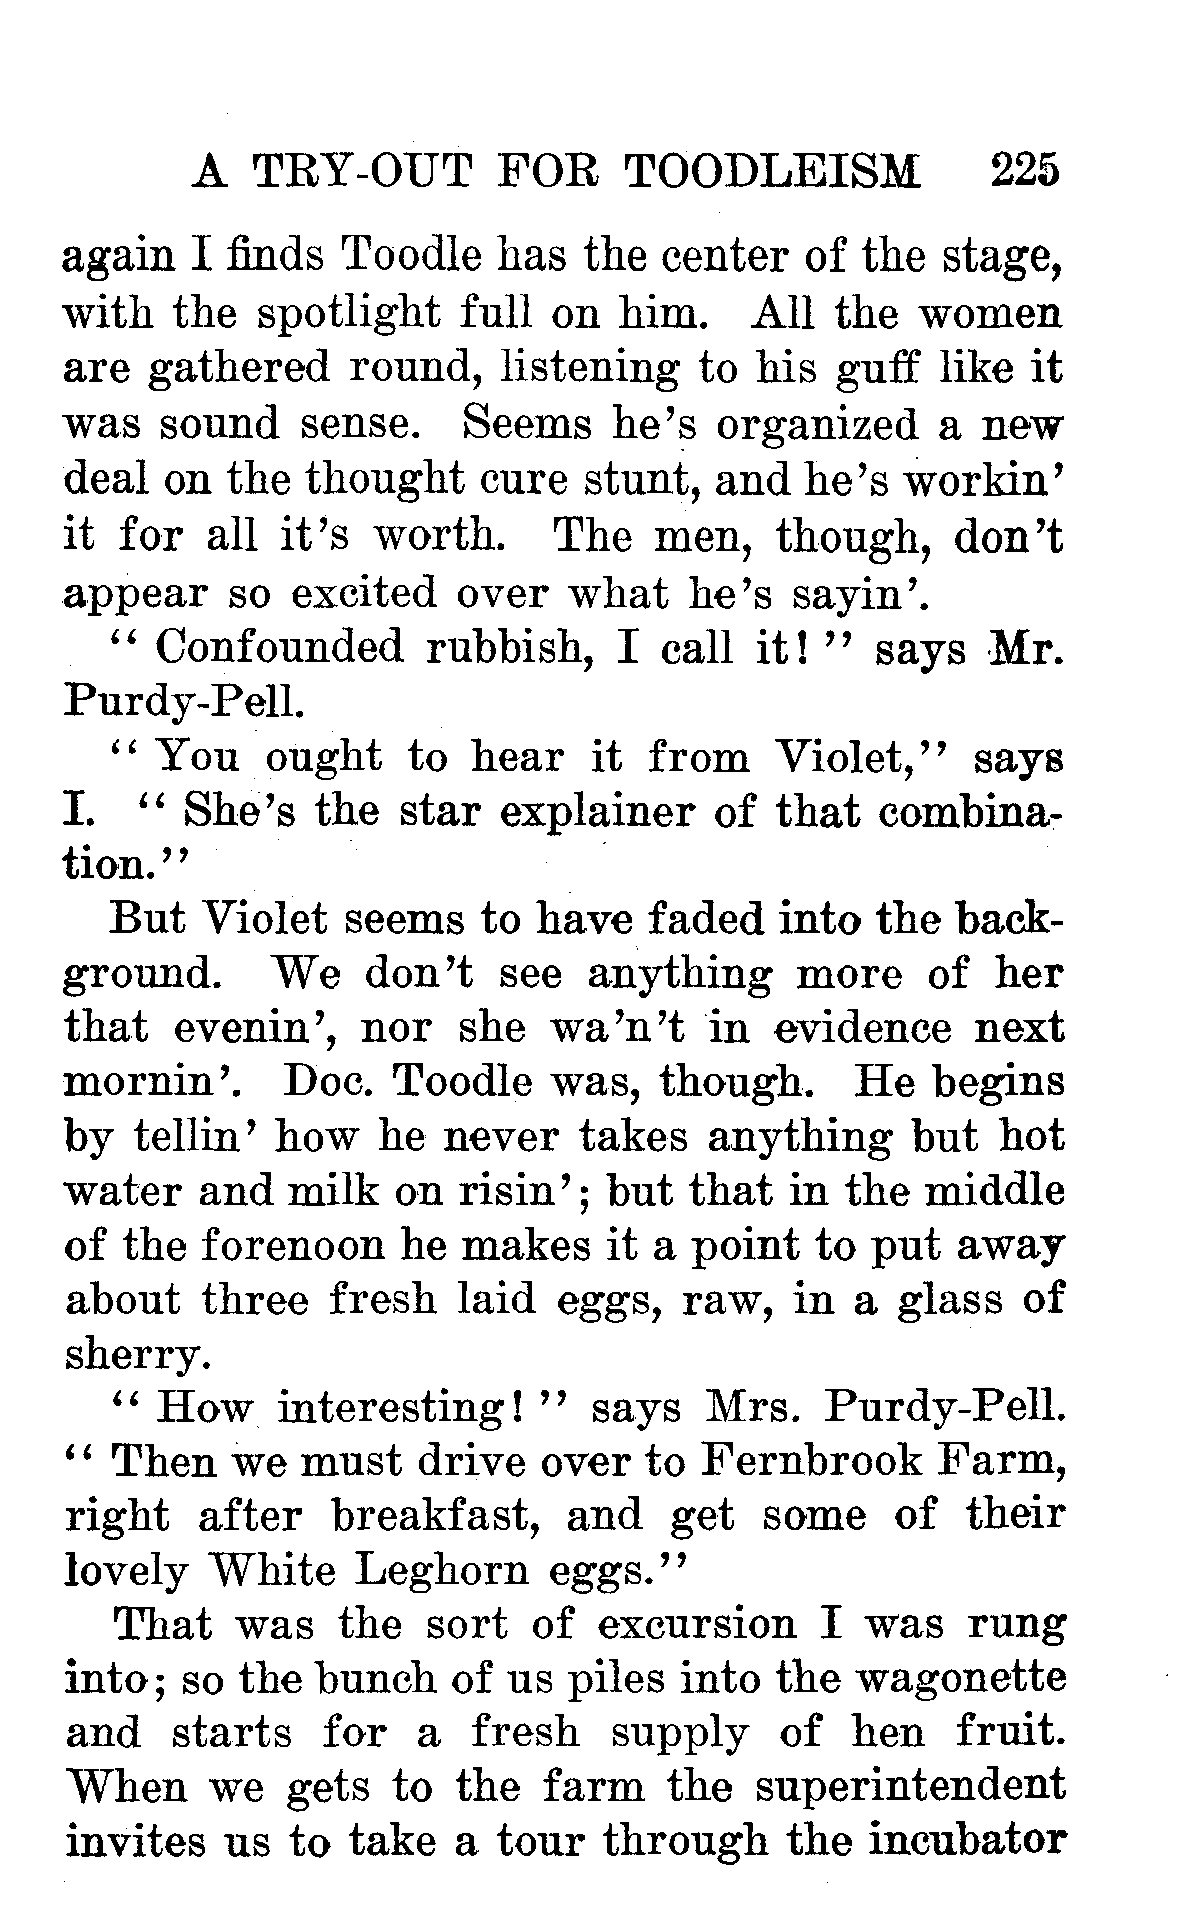 A TRY-OUT FOR TOODLEISM 225
again I finds Toodle has the center of the stage,
with the spotlight full on him. All the women
are gathered round, listening to his guff like it
was sound sense. Seems he's organized a new
deal on the thought cure stunt, and he's workin'
it for all it's worth. The men, though, don't
appear so excited over what he's sayin'.
“ Confounded rubbish, I call it! ” says Mr.
Purdy-Pell.
“ You ought to hear it from Violet,” says
I. “ She's the star explainer of that combina-
tion.”
But Violet seems to have faded into the back-
ground. We don't see anything more of her
that evenin', nor she wa'n't in evidence next
mornin'. Doc. Toodle was, though. He begins
by tellin' how he never takes anything but hot
water and milk on risin'; but that in the middle
of the forenoon he makes it a point to put away
about three fresh laid eggs, raw, in a glass of
sherry.
“ How interesting! ” says Mrs. Purdy-Pell.
“ Then we must drive over to Fernbrook Farm,
right after breakfast, and get some of their
lovely White Leghorn eggs.”
That was the sort of excursion I was rung
into; so the bunch of us piles into the wagonette
and starts for a fresh supply of hen fruit.
When we gets to the farm the superintendent
invites us to take a tour through the incubator